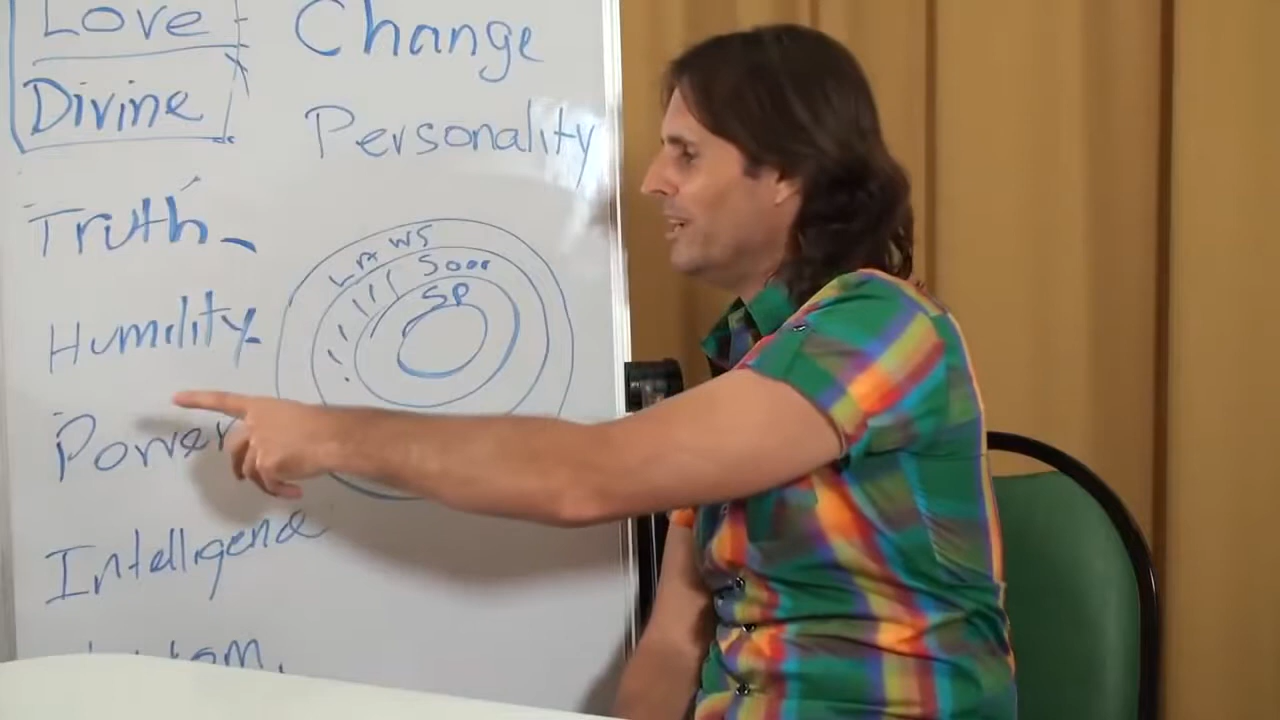 Love
Divine
Truth
Humility
Power
Intelligence
Change
Personality
LAWS
Soul
SP